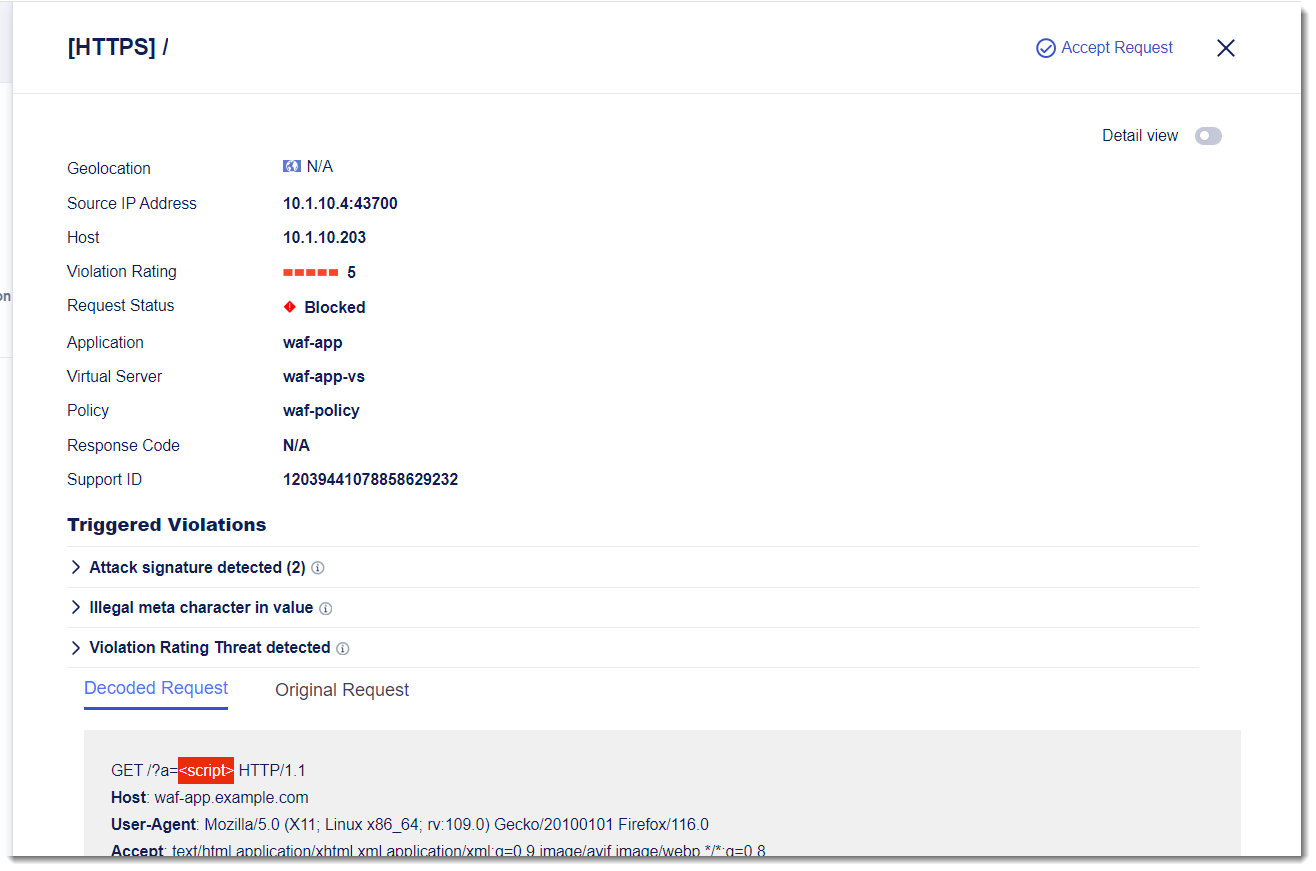 [HTTPS] /
Accept Request
Detail view
Geolocation N/A
Source IP Address 10.1.10.4:43700
Host 10.1.10.203
Violation Rating 5
Request Status Blocked
Application waf-app
Virtual Server waf-app-vs
Policy waf-policy
Response Code N/A
Support ID 12039441078858629232
Triggered Violations
Attack signature detected (2)
Illegal meta character in value
Violation Rating Threat detected
Decoded Request Original Request
GET /?a=<script> HTTP/1.1
Host: waf-app.example.com
User-Agent: Mozilla/5.0 (X11; Linux x86_64; rv:109.0) Gecko/20100101 Firefox/116.0
Accept: text/html,application/xhtml xml,application/xml;q=0.9,image/avif,image/webp,*/*;q=0.8
on